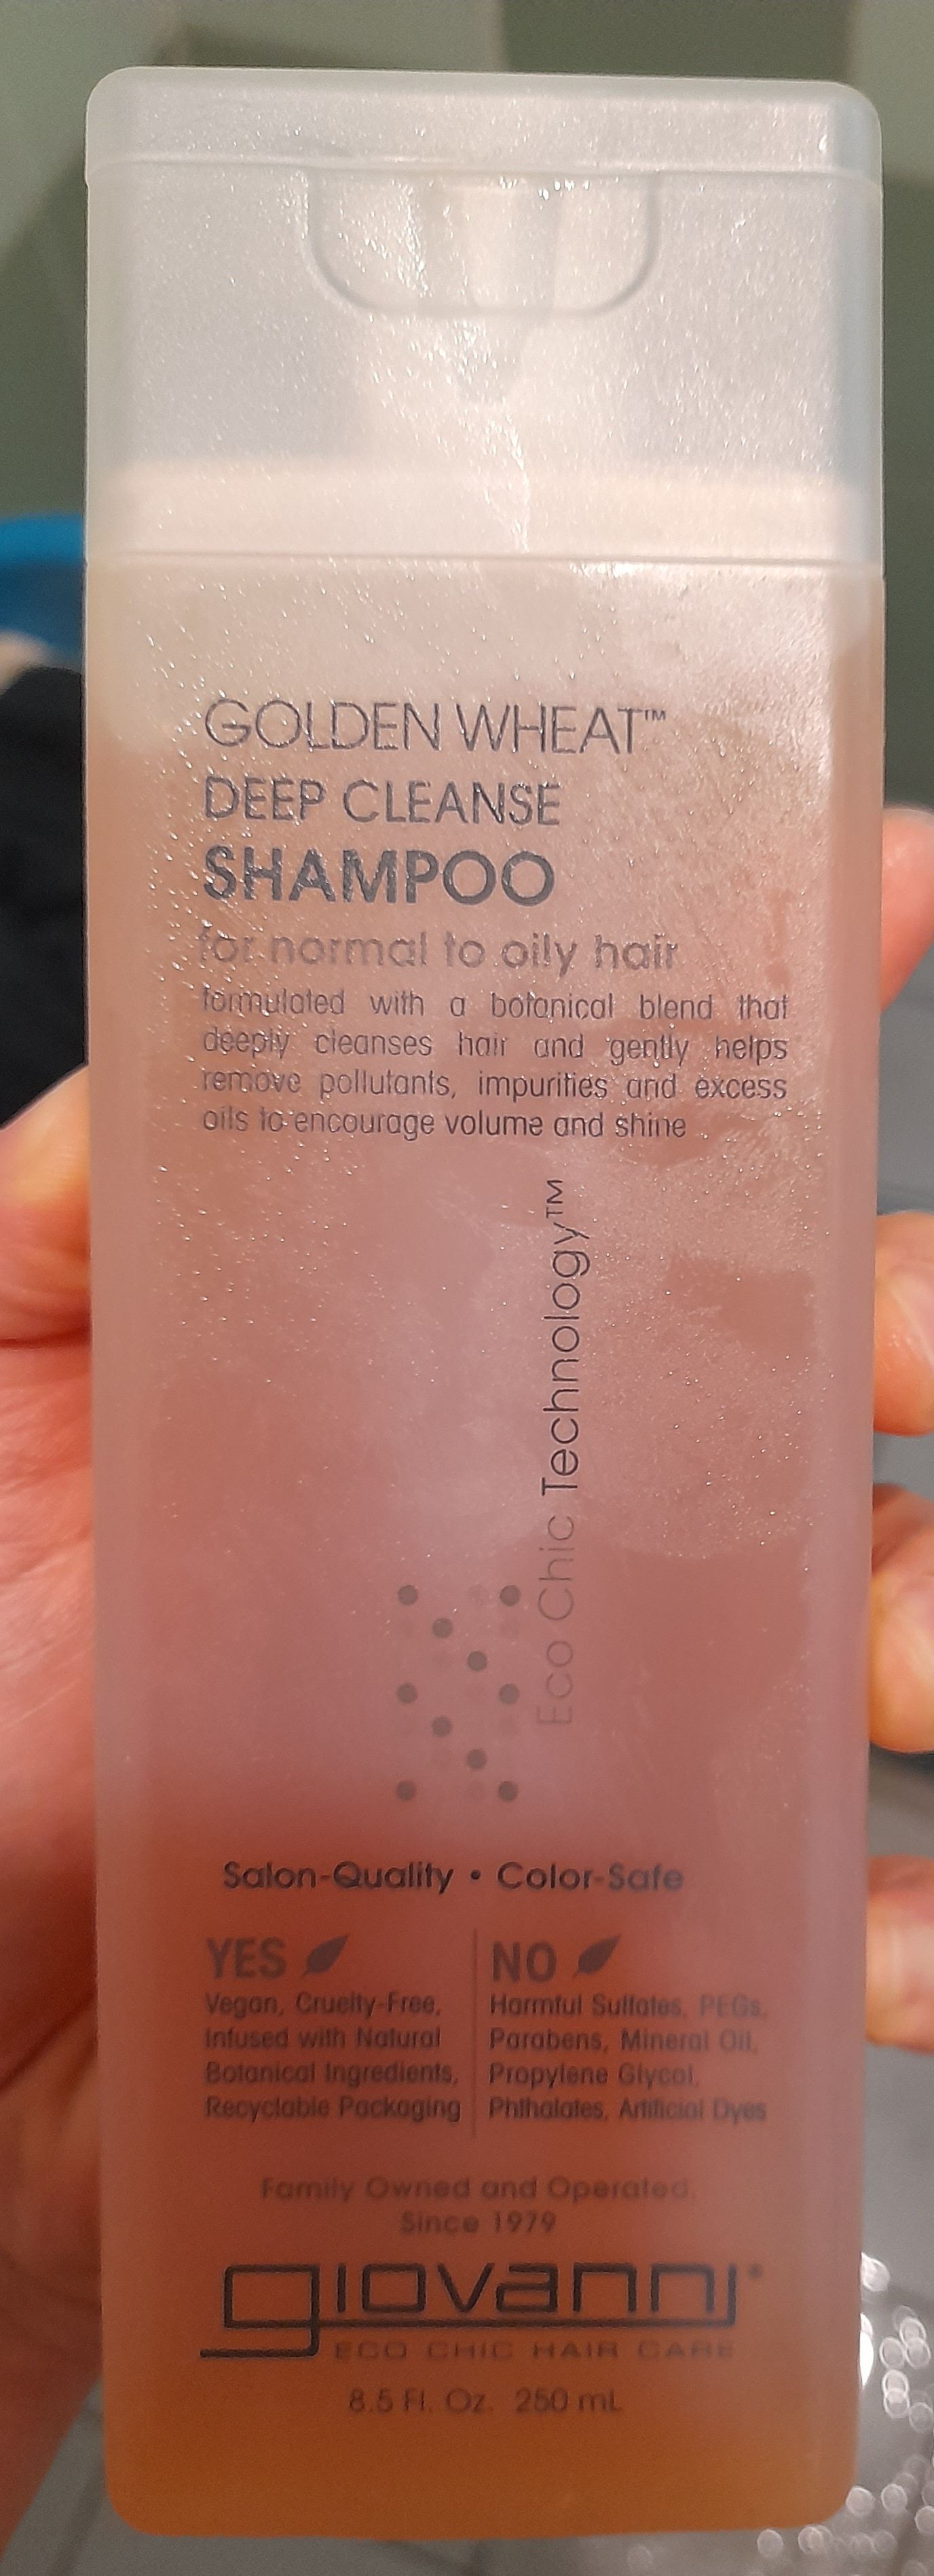 GOLDEN WHEAT™
DEEP CLEANSE
SHAMPOO
for normal to oily hair
formulated with a botanical blend that
deeply cleanses hair and gently helps
remove pollutants, impurities and excess
oils to encourage volume and shine
Eco Chic Technology™
Salon-Quality • Color-Safe
YES
Vegan, Cruelty-Free,
Infused with Natural
Botanical Ingredients,
Recyclable Packaging
NO
Harmful Sulfates, PEGs,
Parabens, Mineral Oil,
Propylene Glycol,
Phthalates, Artificial Dyes
Family Owned and Operated,
Since 1979
giovanni®
ECO CHIC HAIR CARE
8.5 Fl. Oz. 250 mL